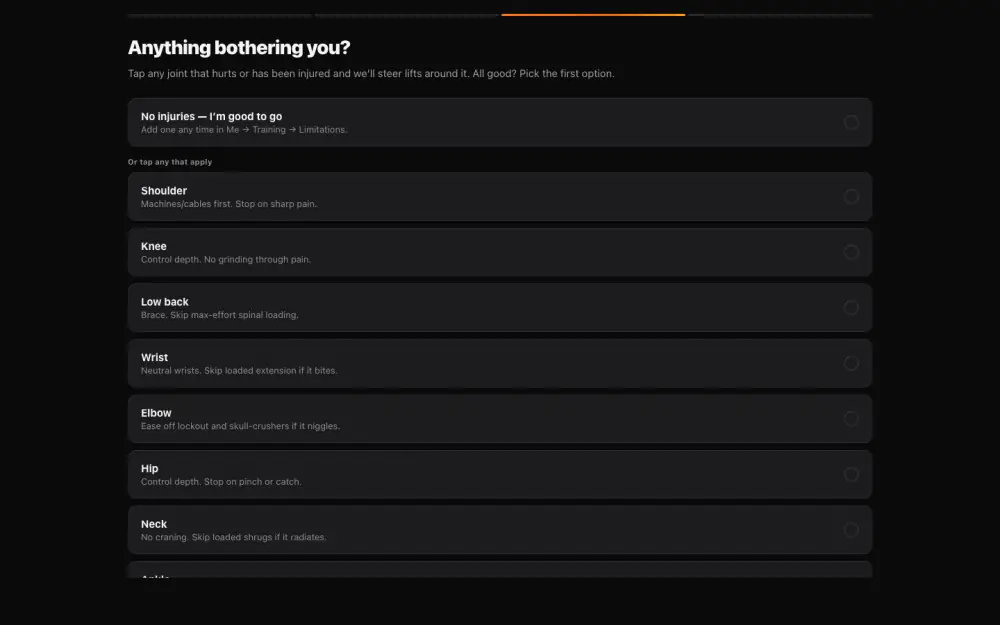 Anything bothering you?
Tap any joint that hurts or has been injured and we'll steer lifts around it. All good? Pick the first option.
No injuries — I'm good to go
Add one any time in Me → Training → Limitations.
Or tap any that apply
Shoulder
Machines/cables first. Stop on sharp pain.
Knee
Control depth. No grinding through pain.
Low back
Brace. Skip max-effort spinal loading.
Wrist
Neutral wrists. Skip loaded extension if it bites.
Elbow
Ease off lockout and skull-crushers if it niggles.
Hip
Control depth. Stop on pinch or catch.
Neck
No craning. Skip loaded shrugs if it radiates.